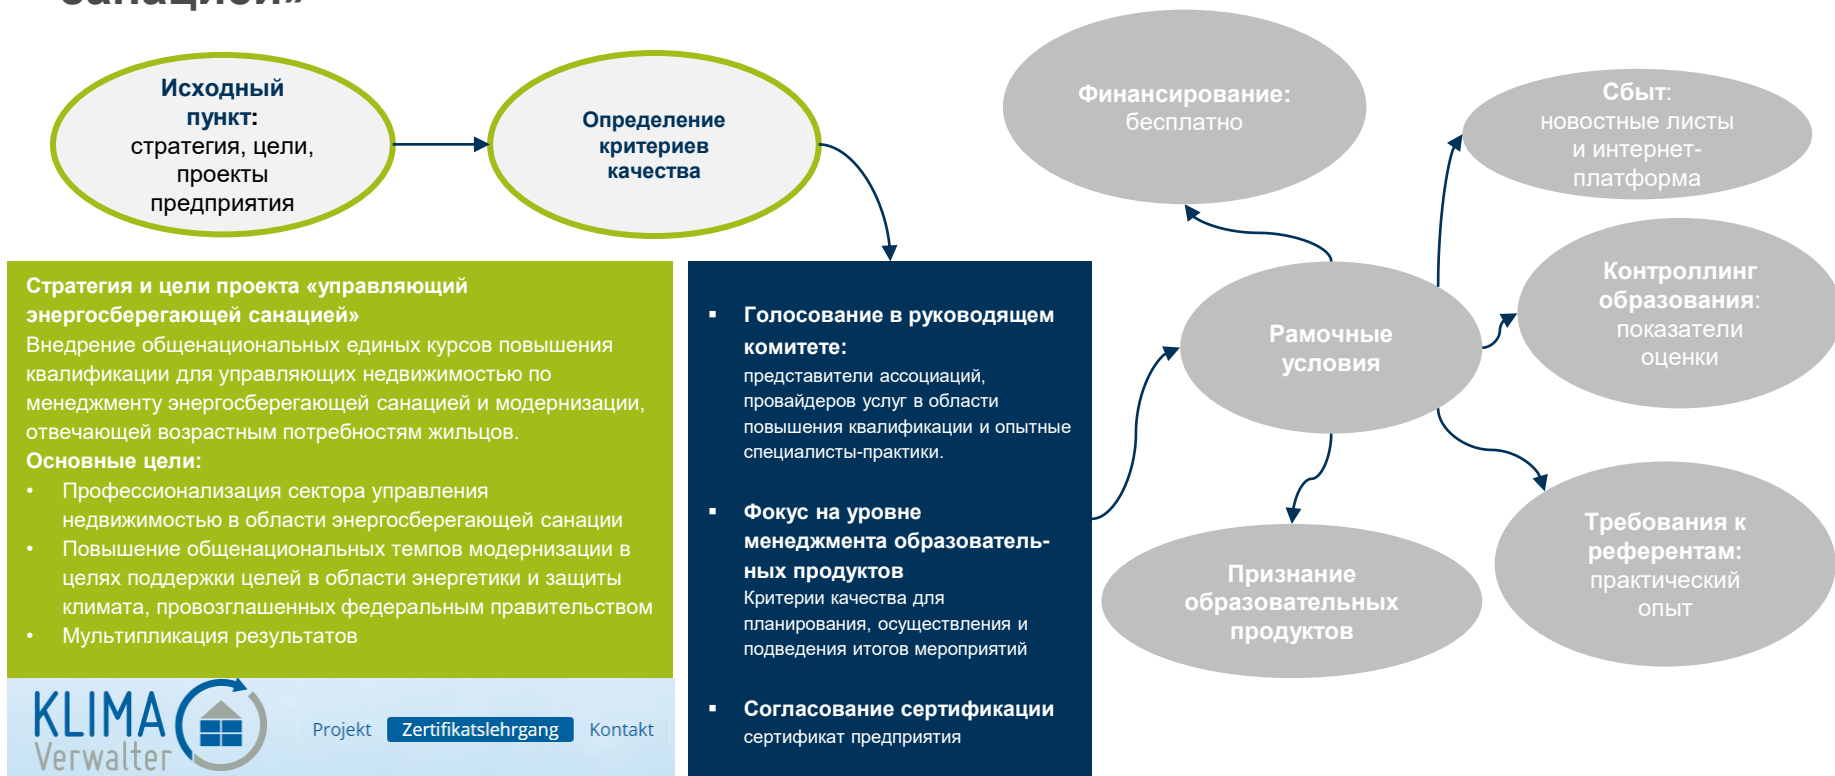 санацией»
Исходный
пункт:
стратегия, цели,
проекты
предприятия
Определение
критериев
качества
Стратегия и цели проекта «управляющий
энергосберегающей санацией»
Внедрение общенациональных единых курсов повышения
квалификации для управляющих недвижимостью по
менеджменту энергосберегающей санацией и модернизации,
отвечающей возрастным потребностям жильцов.
Основные цели:
• Профессионализация сектора управления
недвижимостью в области энергосберегающей санации
• Повышение общенациональных темпов модернизации в
целях поддержки целей в области энергетики и защиты
климата, провозглашенных федеральным правительством
• Мультипликация результатов
KLIMA
Verwalter
Projekt Zertifikatslehrgang Kontakt
▪ Голосование в руководящем
комитете:
представители ассоциаций,
провайдеров услуг в области
повышения квалификации и опытные
специалисты-практики.
▪ Фокус на уровне
менеджмента образователь-
ных продуктов
Критерии качества для
планирования, осуществления и
подведения итогов мероприятий
▪ Согласование сертификации
сертификат предприятия
Рамочные
условия
Финансирование:
бесплатно
Сбыт:
новостные листы
и интернет-
платформа
Контроллинг
образования:
показатели
оценки
Требования к
референтам:
практический
опыт
Признание
образовательных
продуктов